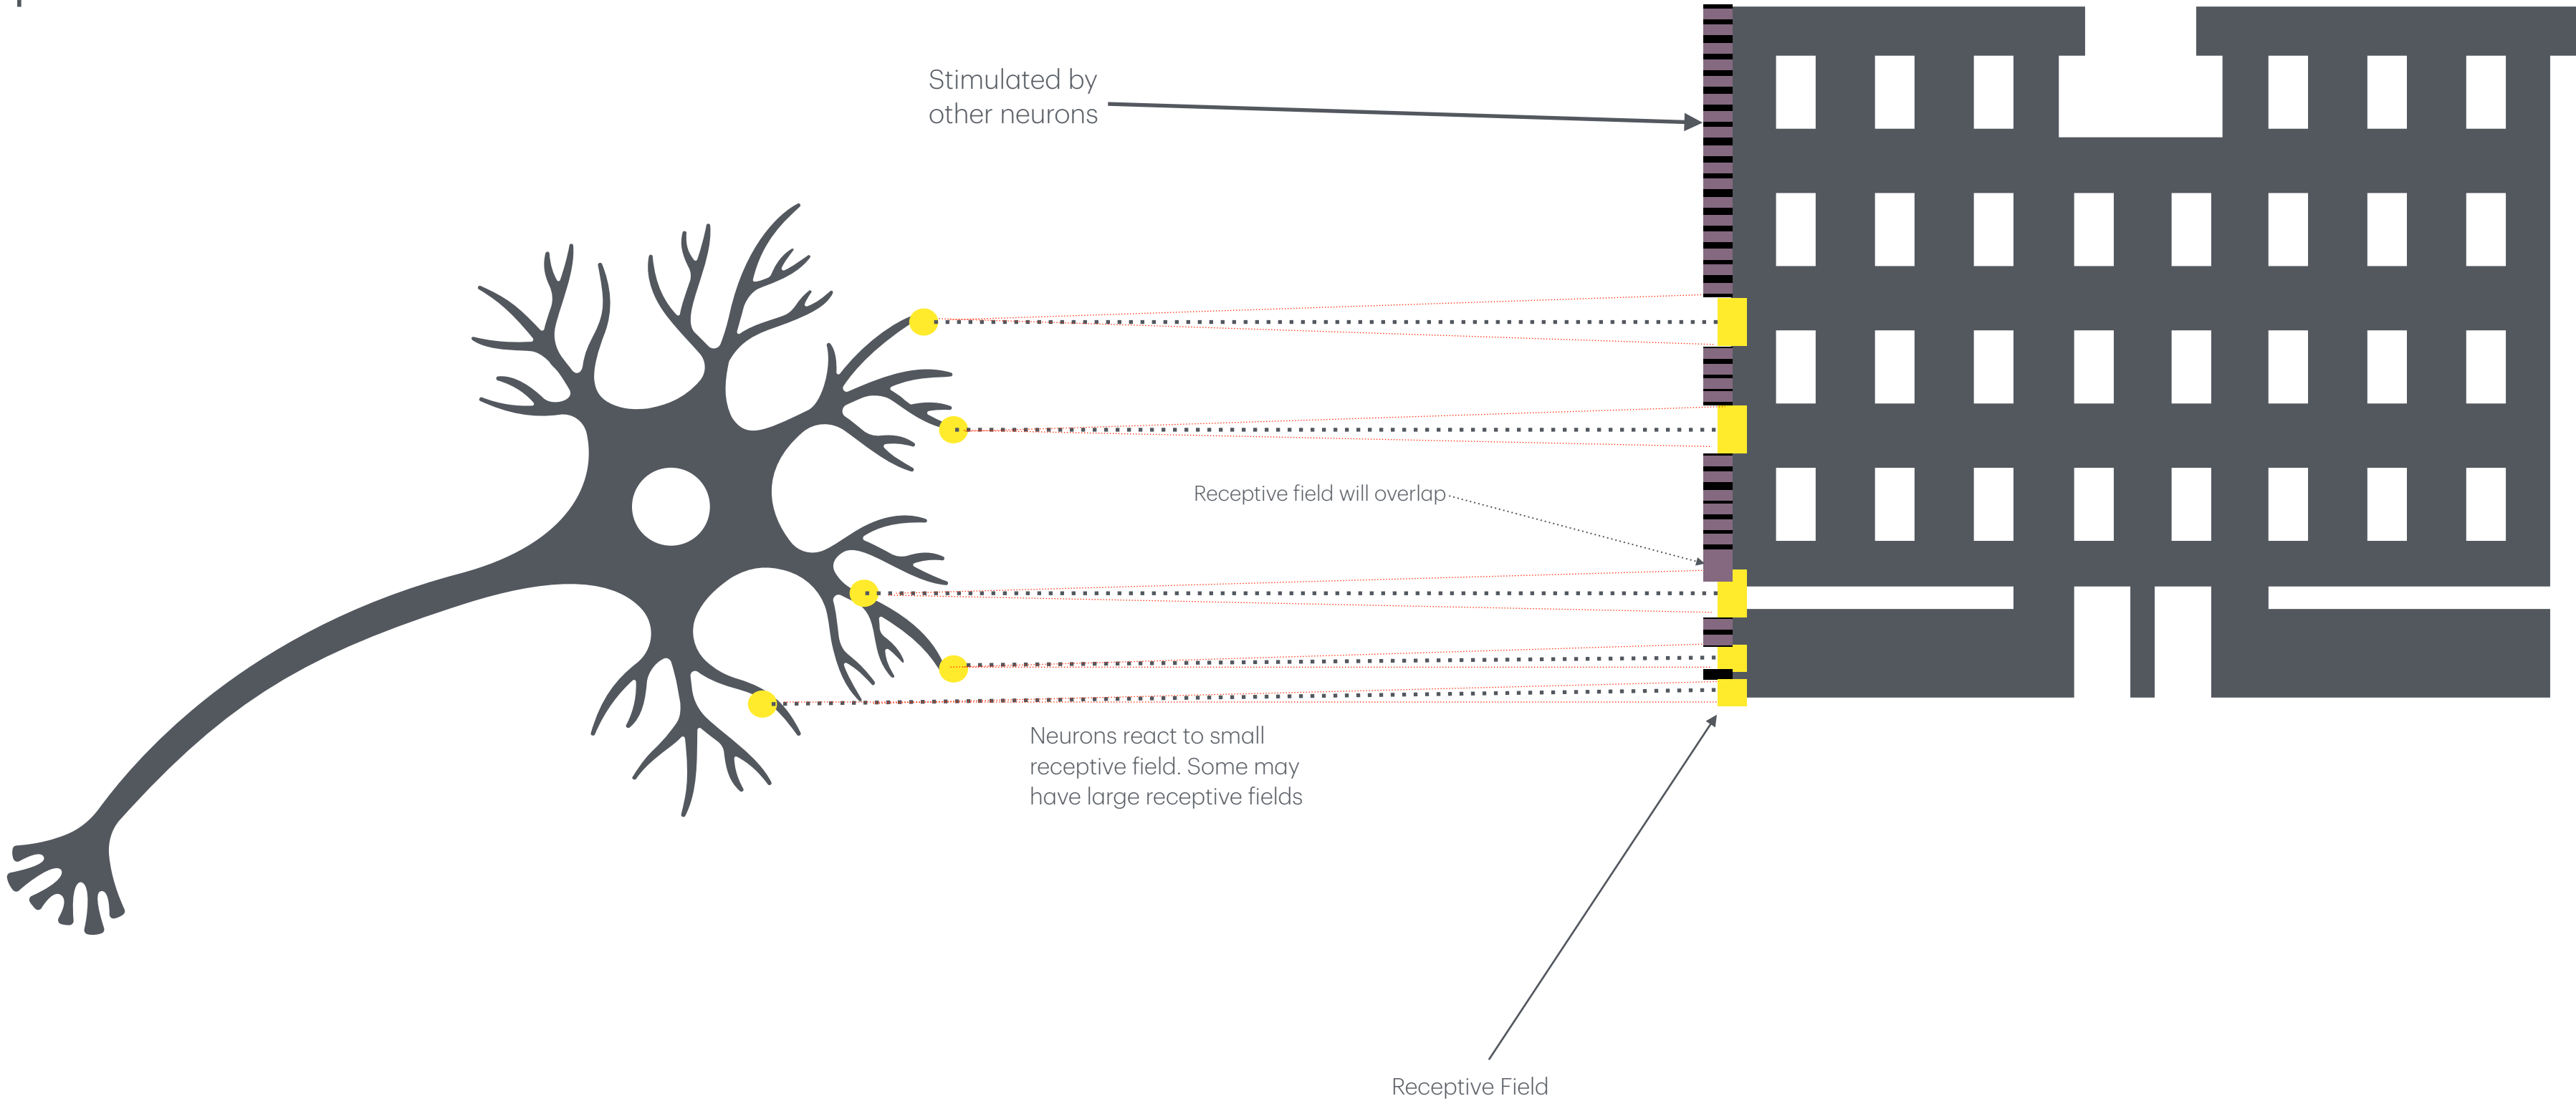 Stimulated by
other neurons
Receptive field will overlap
Neurons react to small
receptive field. Some may
have large receptive fields
Receptive Field